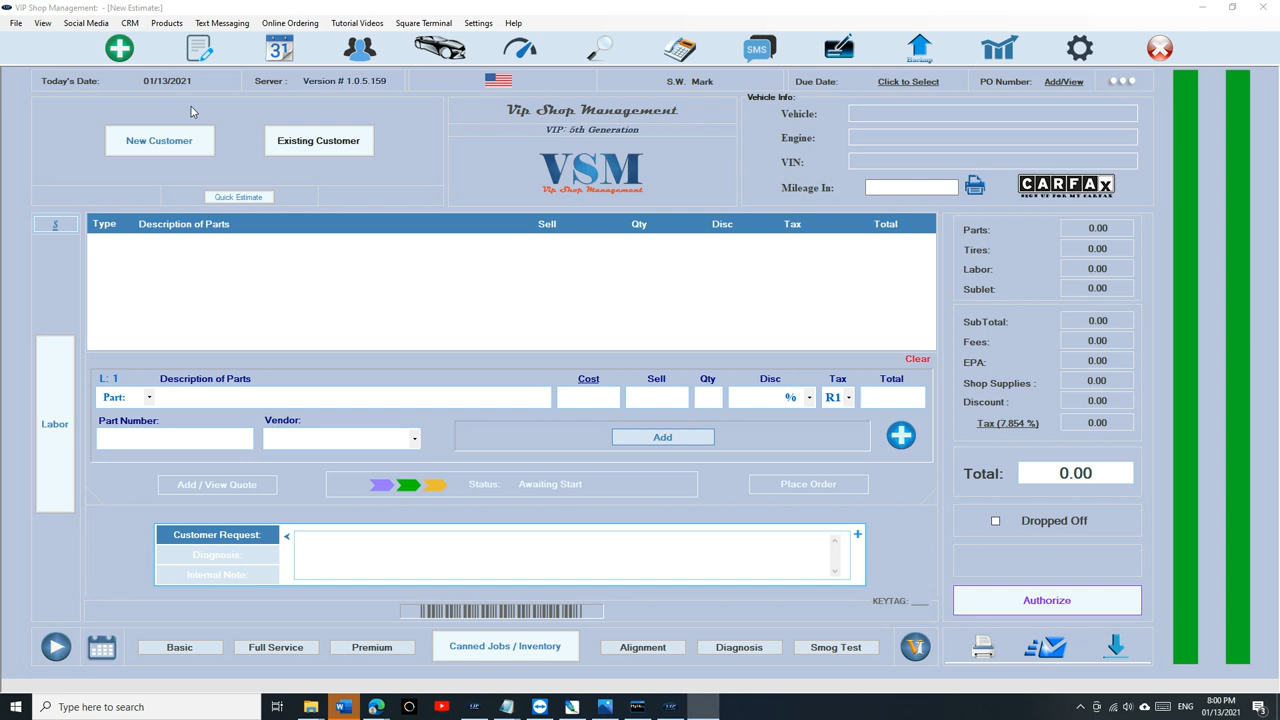 VIP Shop Management: - [New Estimate:]
File View Social Media CRM Products Text Messaging Online Ordering Tutorial Videos Square Terminal Settings Help
31 SMS Backup
Today's Date: 01/13/2021 Server : Version # 1.0.5.159 S.W. Mark Due Date: Click to Select PO Number: Add/View
Vehicle Info:
New Customer Existing Customer
Quick Estimate
Vip Shop Management
VIP: 5th Generation
VSM
Vip Shop Management
Vehicle:
Engine:
VIN:
Mileage In: CARFAX
SIGN UP FOR MY CARFAX
S Type Description of Parts Sell Qty Disc Tax Total
Labor
Clear
L: 1 Description of Parts Cost Sell Qty Disc Tax Total
Part: % R1
Part Number: Vendor:
Add
Add / View Quote Status: Awaiting Start Place Order
Customer Request:
Diagnosis:
Internal Note:
KEYTAG: ___
Parts: 0.00
Tires: 0.00
Labor: 0.00
Sublet: 0.00
SubTotal: 0.00
Fees: 0.00
EPA: 0.00
Shop Supplies : 0.00
Discount : 0.00
Tax (7.854 %) 0.00
Total: 0.00
Dropped Off
Authorize
Basic Full Service Premium Canned Jobs / Inventory Alignment Diagnosis Smog Test
Type here to search
ENG
8:00 PM
01/13/2021